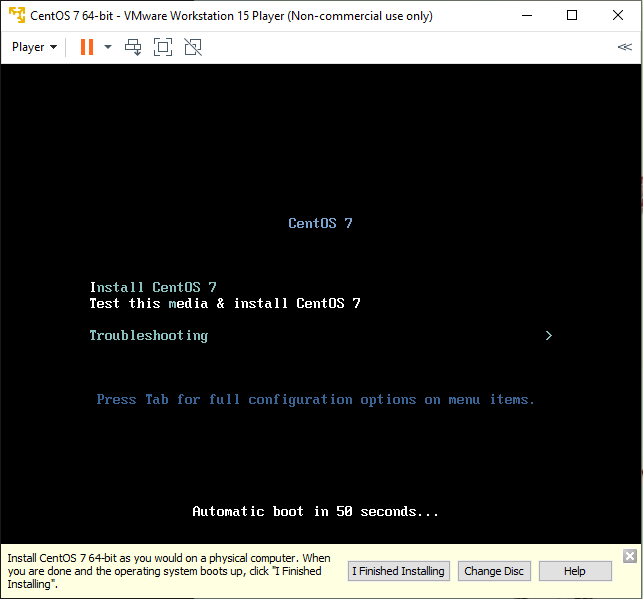 CentOS 7 64-bit - VMware Workstation 15 Player (Non-commercial use only)
Player
CentOS 7
Install CentOS 7
Test this media & install CentOS 7
Troubleshooting >
Press Tab for full configuration options on menu items.
Automatic boot in 50 seconds...
Install CentOS 7 64-bit as you would on a physical computer. When
you are done and the operating system boots up, click "I Finished
Installing".
I Finished Installing
Change Disc
Help